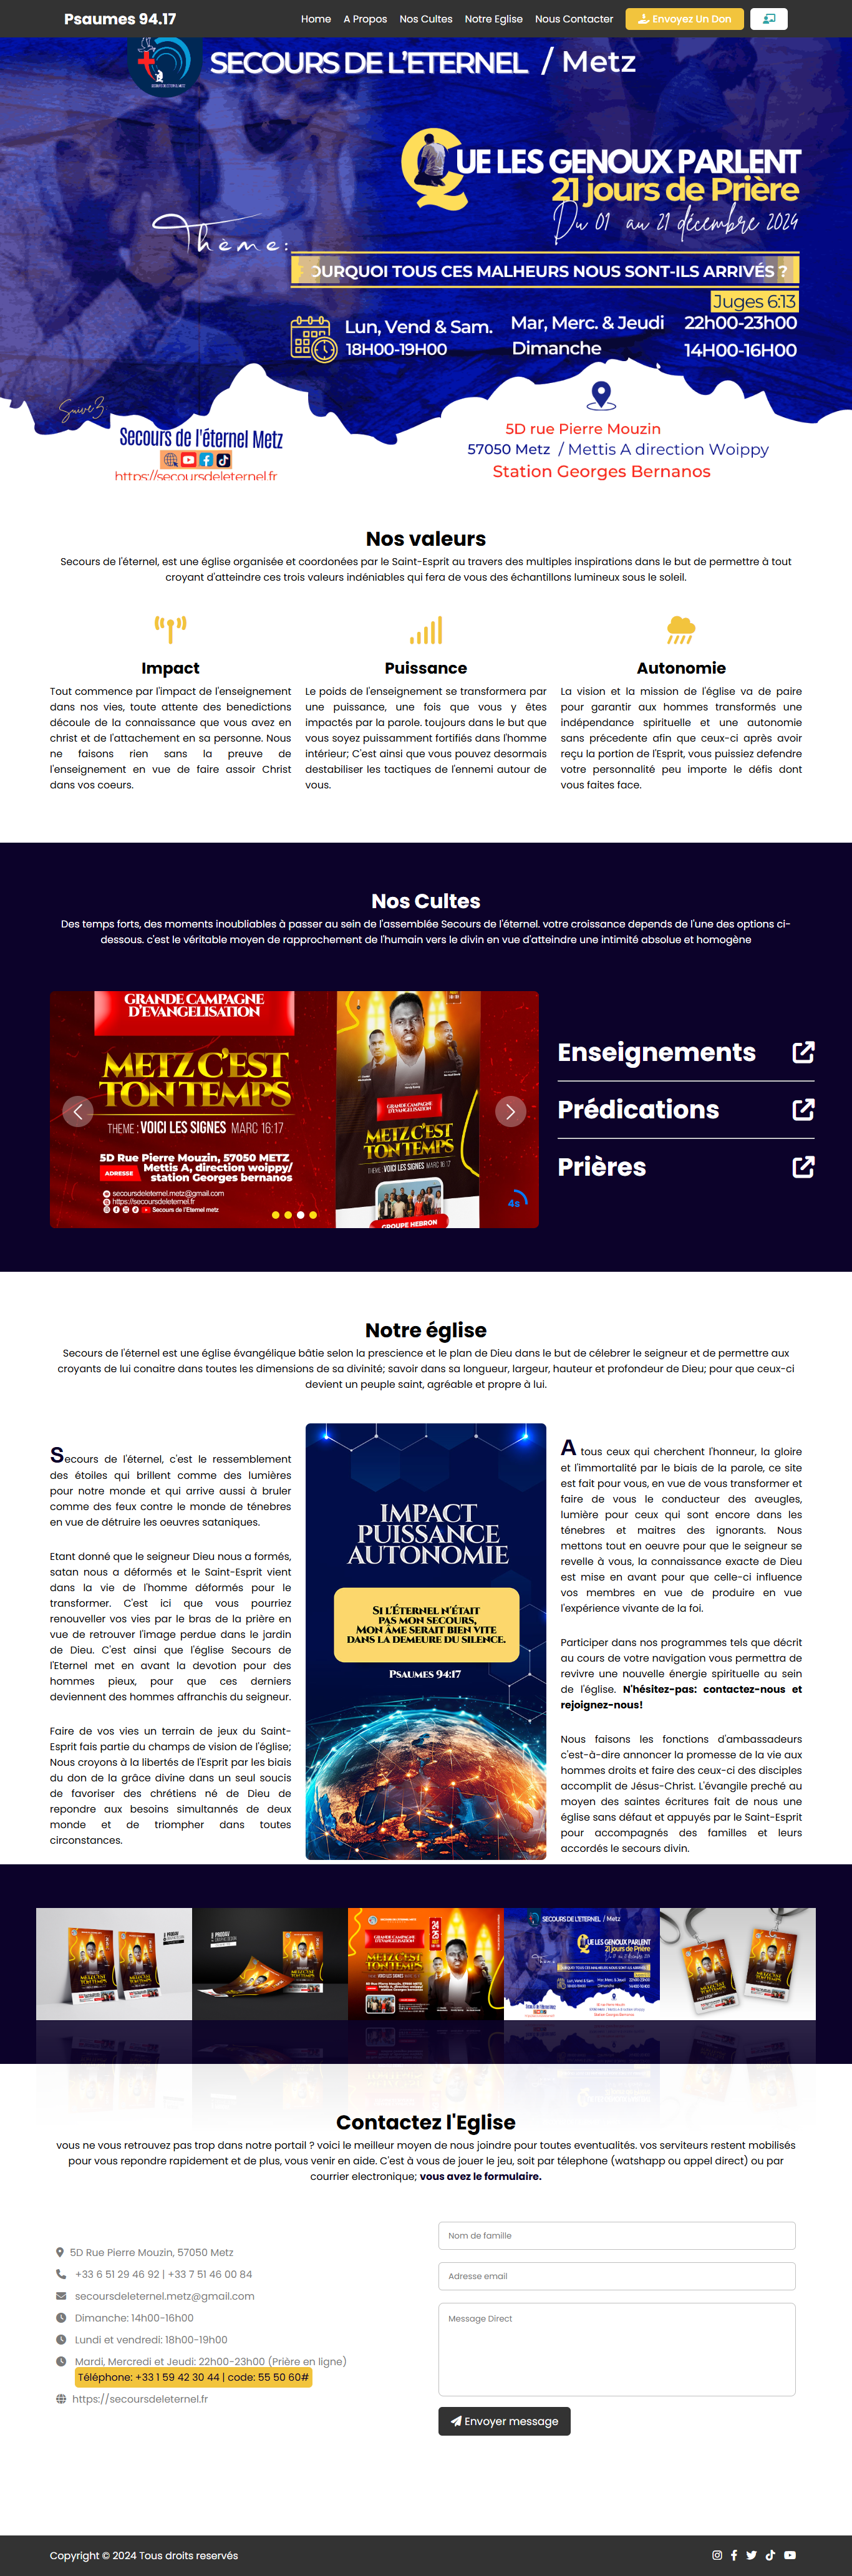 Psaumes 94.17
Home A Propos Nos Cultes Notre Eglise Nous Contacter Envoyez Un Don
SECOURS DE L'ETERNEL / Metz
QUE LES GENOUX PARLENT
21 jours de Prière
Du 01 au 21 décembre 2024
Thème:
OURQUOI TOUS CES MALHEURS NOUS SONT-ILS ARRIVÉS ?
Juges 6:13
Lun, Vend & Sam. Mar, Merc. & Jeudi 22h00-23h00
18H00-19H00 Dimanche 14H00-16H00
Secours de l'éternel Metz
https://secoursdeleternel.fr
5D rue Pierre Mouzin
57050 Metz / Mettis A direction Woippy
Station Georges Bernanos
Nos valeurs
Secours de l'éternel, est une église organisée et coordonées par le Saint-Esprit au travers des multiples inspirations dans le but de permettre à tout
croyant d'atteindre ces trois valeurs indéniables qui fera de vous des échantillons lumineux sous le soleil.
Impact
Tout commence par l'impact de l'enseignement
dans nos vies, toute attente des benedictions
découle de la connaissance que vous avez en
christ et de l'attachement en sa personne. Nous
ne faisons rien sans la preuve de
l'enseignement en vue de faire assoir Christ
dans vos coeurs.
Puissance
Le poids de l'enseignement se transformera par
une puissance, une fois que vous y êtes
impactés par la parole. toujours dans le but que
vous soyez puissamment fortifiés dans l'homme
intérieur; C'est ainsi que vous pouvez desormais
destabiliser les tactiques de l'ennemi autour de
vous.
Autonomie
La vision et la mission de l'église va de paire
pour garantir aux hommes transformés une
indépendance spirituelle et une autonomie
sans précedente afin que ceux-ci après avoir
reçu la portion de l'Esprit, vous puissiez defendre
votre personnalité peu importe le défis dont
vous faites face.
Nos Cultes
Des temps forts, des moments inoubliables à passer au sein de l'assemblée Secours de l'éternel. votre croissance depends de l'une des options ci-
dessous. c'est le véritable moyen de rapprochement de l'humain vers le divin en vue d'atteindre une intimité absolue et homogène
GRANDE CAMPAGNE
D'EVANGELISATION
METZ C'EST
TON TEMPS
THEME : VOICI LES SIGNES MARC 16:17
5D Rue Pierre Mouzin, 57050 METZ
ADRESSE Mettis A, direction woippy/
station Georges bernanos
secoursdeleternel.metz@gmail.com
https://secoursdeleternel.fr
Secours de l'Eternel metz
GRANDE CAMPAGNE
D'EVANGELISATION
METZ C'EST
TON TEMPS
THEME : VOICI LES SIGNES MARC 16:17
GROUPE HEBRON
4s
Enseignements
Prédications
Prières
Notre église
Secours de l'éternel est une église évangélique bâtie selon la prescience et le plan de Dieu dans le but de célébrer le seigneur et de permettre aux
croyants de lui conaitre dans toutes les dimensions de sa divinité; savoir dans sa longueur, largeur, hauteur et profondeur de Dieu; pour que ceux-ci
devient un peuple saint, agréable et propre à lui.
Secours de l'éternel, c'est le ressemblement
des étoiles qui brillent comme des lumières
pour notre monde et qui arrive aussi à bruler
comme des feux contre le monde de ténebres
en vue de détruire les oeuvres sataniques.
Etant donné que le seigneur Dieu nous a formés,
satan nous a déformés et le Saint-Esprit vient
dans la vie de l'homme déformés pour le
transformer. C'est ici que vous pourriez
renouveller vos vies par le bras de la prière en
vue de retrouver l'image perdue dans le jardin
de Dieu. C'est ainsi que l'église Secours de
l'Eternel met en avant la devotion pour des
hommes pieux, pour que ces derniers
deviennent des hommes affranchis du seigneur.
Faire de vos vies un terrain de jeux du Saint-
Esprit fais partie du champs de vision de l'église;
Nous croyons à la libertés de l'Esprit par les biais
du don de la grâce divine dans un seul soucis
de favoriser des chrétiens né de Dieu de
repondre aux besoins simultannés de deux
monde et de triompher dans toutes
circonstances.
IMPACT
PUISSANCE
AUTONOMIE
SI L'ÉTERNEL N'ÉTAIT
PAS MON SECOURS,
MON ÂME SERAIT BIEN VITE
DANS LA DEMEURE DU SILENCE.
PSAUMES 94:17
A tous ceux qui cherchent l'honneur, la gloire
et l'immortalité par le biais de la parole, ce site
est fait pour vous, en vue de vous transformer et
faire de vous le conducteur des aveugles,
lumière pour ceux qui sont encore dans les
ténebres et maitres des ignorants. Nous
mettons tout en oeuvre pour que le seigneur se
revelle à vous, la connaissance exacte de Dieu
est mise en avant pour que celle-ci influence
vos membres en vue de produire en vue
l'expérience vivante de la foi.
Participer dans nos programmes tels que décrit
au cours de votre navigation vous permettra de
revivre une nouvelle énergie spirituelle au sein
de l'église. N'hésitez-pas: contactez-nous et
rejoignez-nous!
Nous faisons les fonctions d'ambassadeurs
c'est-à-dire annoncer la promesse de la vie aux
hommes droits et faire des ceux-ci des disciples
accomplit de Jésus-Christ. L'évangile preché au
moyen des saintes écritures fait de nous une
église sans défaut et appuyés par le Saint-Esprit
pour accompagnés des familles et leurs
accordés le secours divin.
Contactez l'Eglise
vous ne vous retrouvez pas trop dans notre portail ? voici le meilleur moyen de nous joindre pour toutes eventualités. vos serviteurs restent mobilisés
pour vous repondre rapidement et de plus, vous venir en aide. C'est à vous de jouer le jeu, soit par télephone (watshapp ou appel direct) ou par
courrier electronique; vous avez le formulaire.
5D Rue Pierre Mouzin, 57050 Metz
+33 6 51 29 46 92 | +33 7 51 46 00 84
secoursdeleternel.metz@gmail.com
Dimanche: 14h00-16h00
Lundi et vendredi: 18h00-19h00
Mardi, Mercredi et Jeudi: 22h00-23h00 (Prière en ligne)
Téléphone: +33 1 59 42 30 44 | code: 55 50 60#
https://secoursdeleternel.fr
Nom de famille
Adresse email
Message Direct
Envoyer message
Copyright © 2024 Tous droits reservés